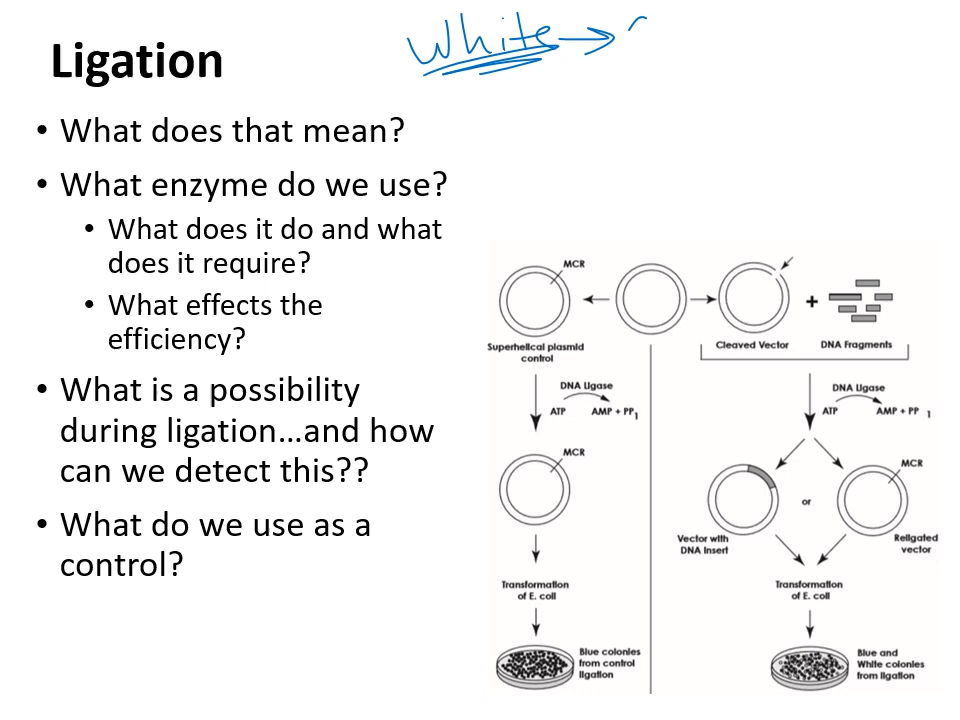 White →
Ligation
• What does that mean?
• What enzyme do we use?
• What does it do and what
does it require?
• What effects the
efficiency?
• What is a possibility
during ligation…and how
can we detect this??
• What do we use as a
control?
MCR
+
Superhelical plasmid
control
Cleaved Vector
DNA Fragments
DNA Ligase
ATP
AMP + PP1
DNA Ligase
ATP
AMP + PP 1
MCR
MCR
or
Vector with
DNA Insert
Religated
vector
Transformation
of E. coli
Transformation
of E. coli
Blue colonies
from control
ligation
Blue and
White colonies
from ligation